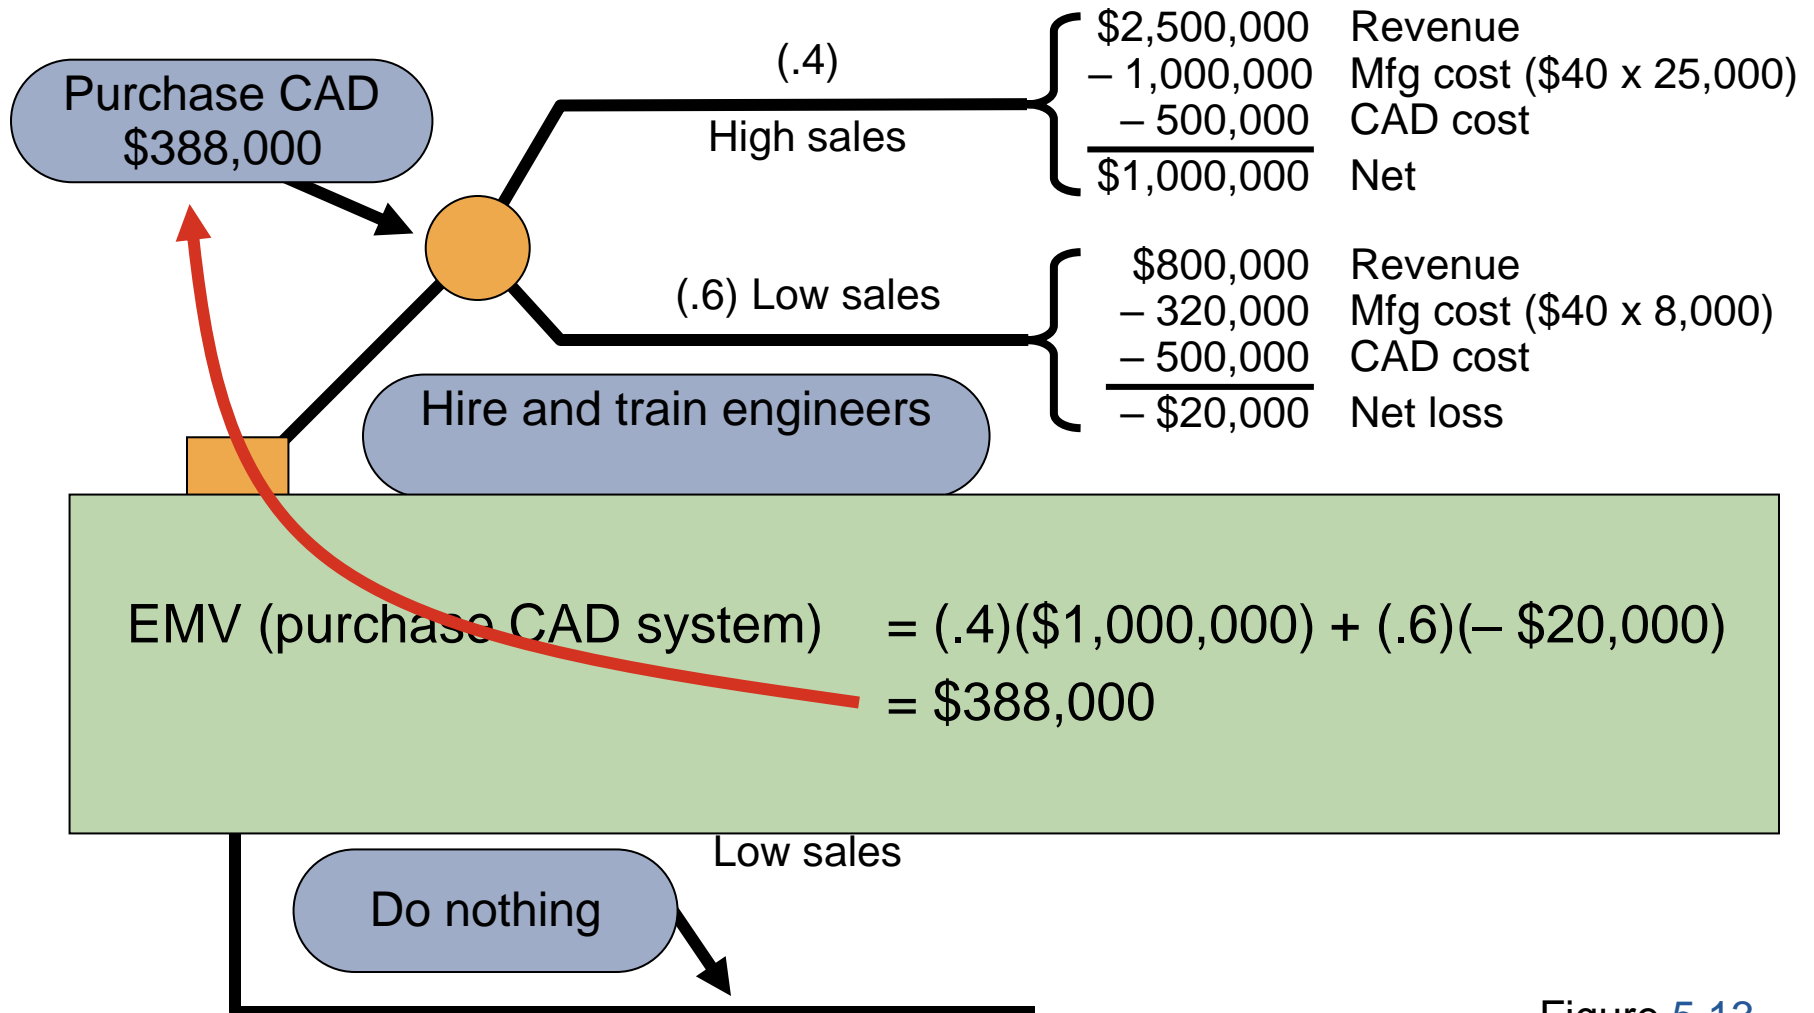 Purchase CAD
$388,000
(.4)
High sales
$2,500,000 Revenue
– 1,000,000 Mfg cost ($40 x 25,000)
– 500,000 CAD cost
$1,000,000 Net
(.6) Low sales
$800,000 Revenue
– 320,000 Mfg cost ($40 x 8,000)
– 500,000 CAD cost
– $20,000 Net loss
Hire and train engineers
EMV (purchase CAD system) = (.4)($1,000,000) + (.6)(– $20,000)
= $388,000
Low sales
Do nothing
Figure